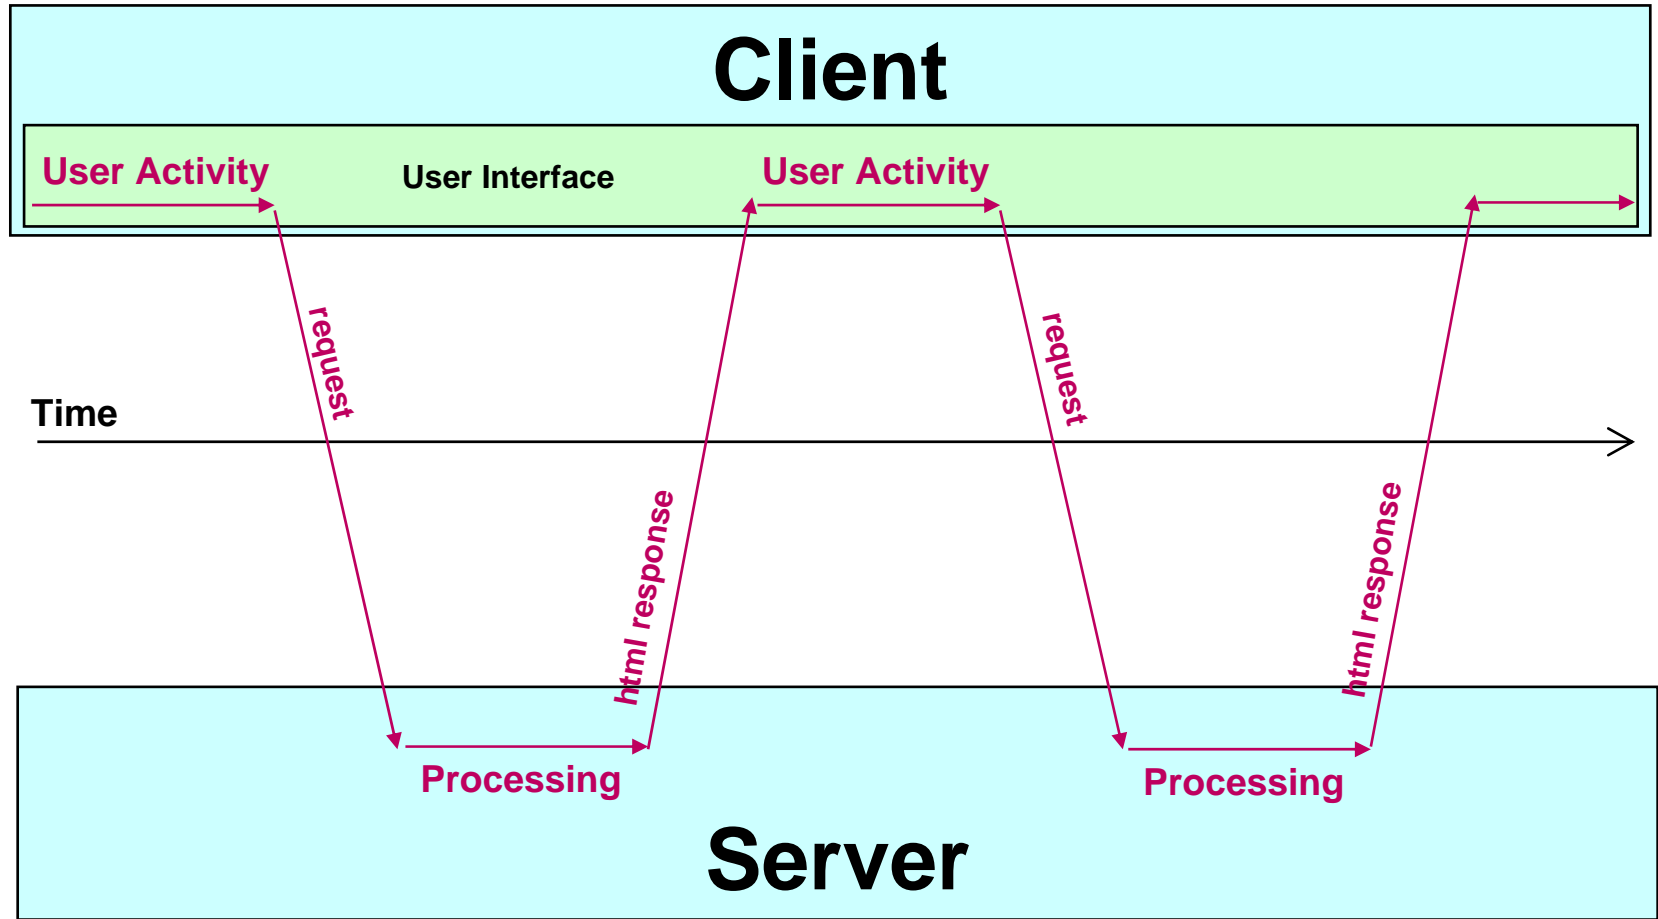 Client
User Activity
User Interface
User Activity
request
request
Time
html response
html response
Processing
Processing
Server